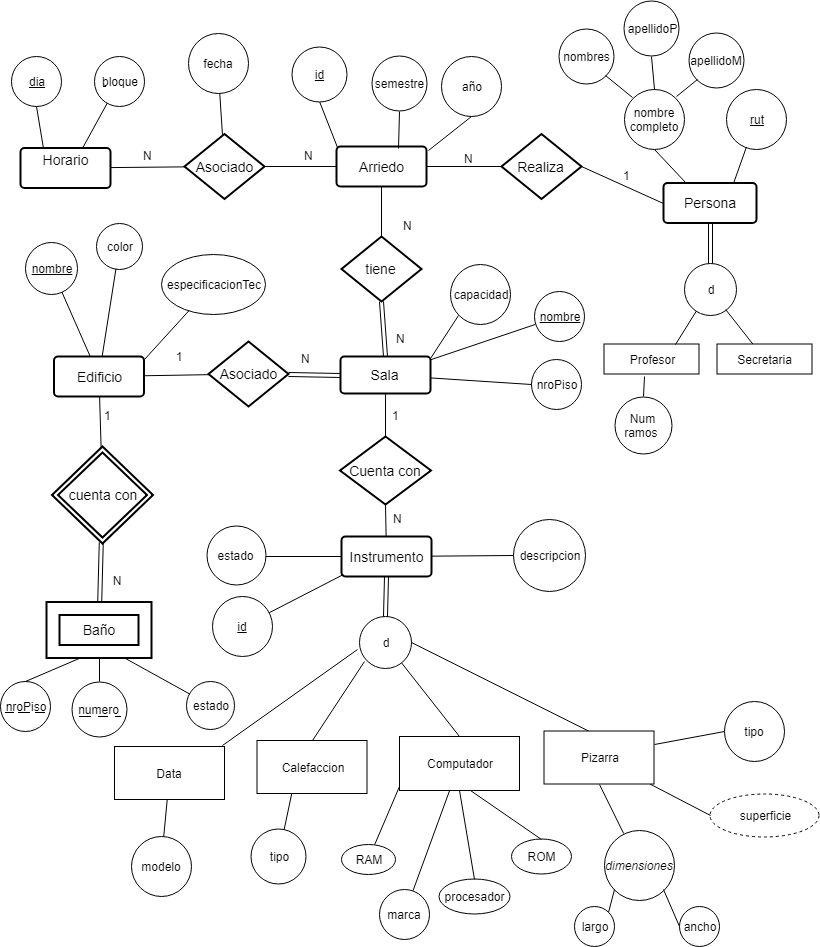 apellidoP
nombres
apellidoM
fecha
id
semestre
año
dia
bloque
nombre
completo
rut
Horario
N
Asociado
N
Arriedo
N
Realiza
1
Persona
N
color
nombre
tiene
especificacionTec
d
capacidad
nombre
N
Edificio
1
Asociado
N
Sala
nroPiso
Profesor
Secretaria
1
1
Num
ramos
cuenta con
Cuenta con
N
estado
Instrumento
descripcion
N
id
Baño
d
nroPiso
numero
estado
Data
Calefaccion
Computador
Pizarra
tipo
superficie
modelo
tipo
RAM
ROM
dimensiones
marca
procesador
largo
ancho